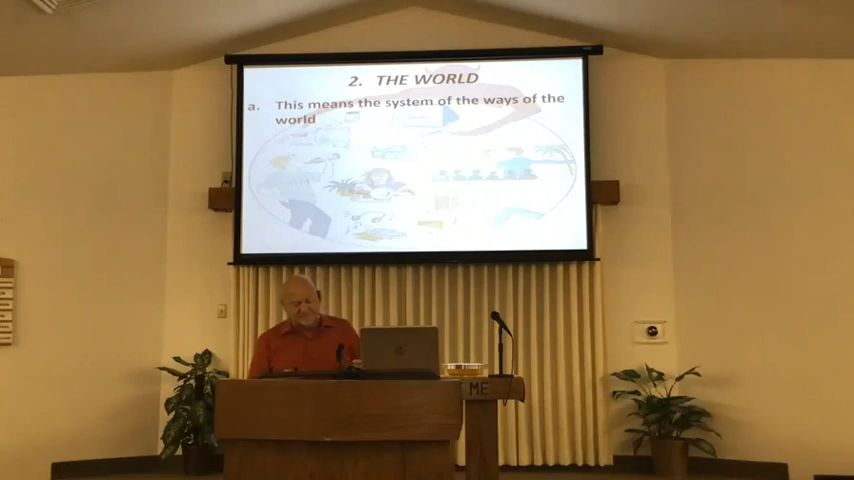 2. THE WORLD
a. This means the system of the ways of the
world
ME